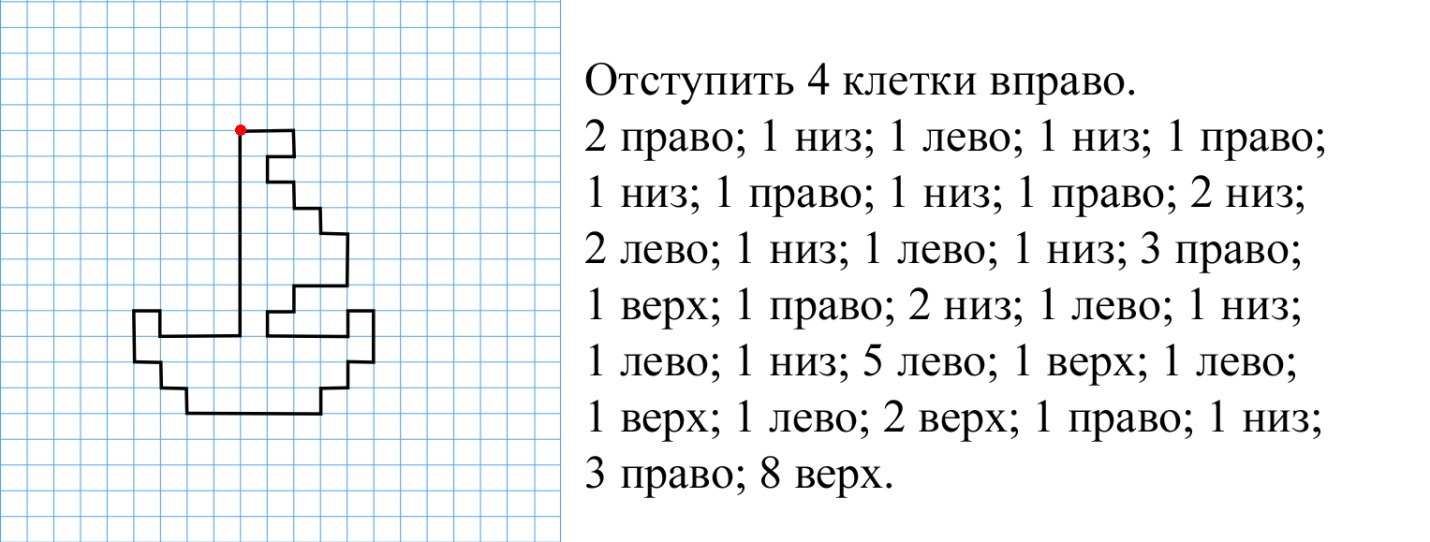 Отступить 4 клетки вправо.
2 право; 1 низ; 1 лево; 1 низ; 1 право;
1 низ; 1 право; 1 низ; 1 право; 2 низ;
2 лево; 1 низ; 1 лево; 1 низ; 3 право;
1 верх; 1 право; 2 низ; 1 лево; 1 низ;
1 лево; 1 низ; 5 лево; 1 верх; 1 лево;
1 верх; 1 лево; 2 верх; 1 право; 1 низ;
3 право; 8 верх.